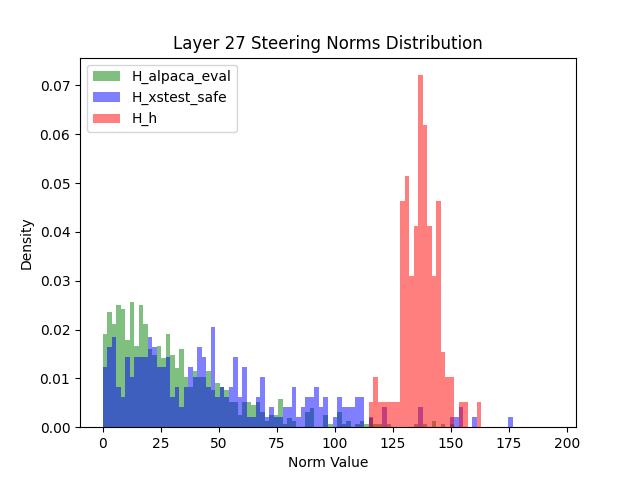 Layer 27 Steering Norms Distribution
H_alpaca_eval
H_xstest_safe
H_h
Density
0.07
0.06
0.05
0.04
0.03
0.02
0.01
0.00
0 25 50 75 100 125 150 175 200
Norm Value